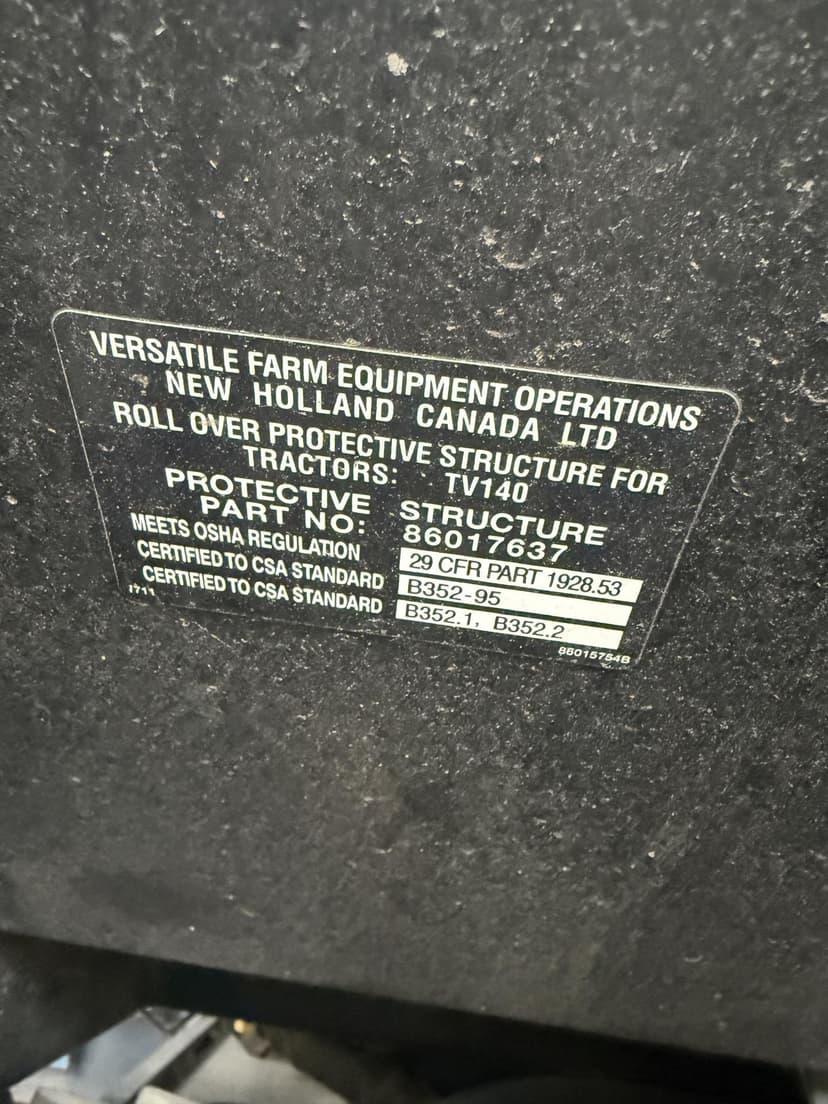 VERSATILE FARM EQUIPMENT OPERATIONS
NEW HOLLAND CANADA LTD
ROLL OVER PROTECTIVE STRUCTURE FOR
TRACTORS: TV140
PROTECTIVE STRUCTURE
PART NO: 86017637
MEETS OSHA REGULATION 29 CFR PART 1928.53
CERTIFIED TO CSA STANDARD B352-95
CERTIFIED TO CSA STANDARD B352.1, B352.2
1711 86015754B